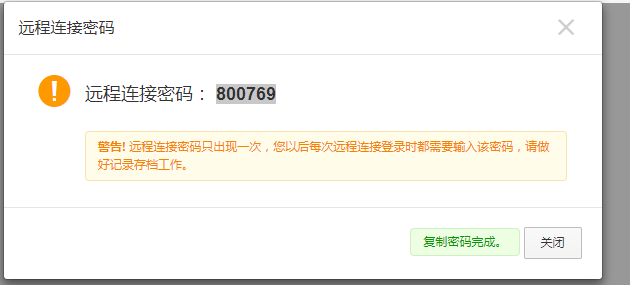 远程连接密码
远程连接密码： 800769
警告! 远程连接密码只出现一次，您以后每次远程连接登录时都需要输入该密码，请做
好记录存档工作。
复制密码完成。 关闭